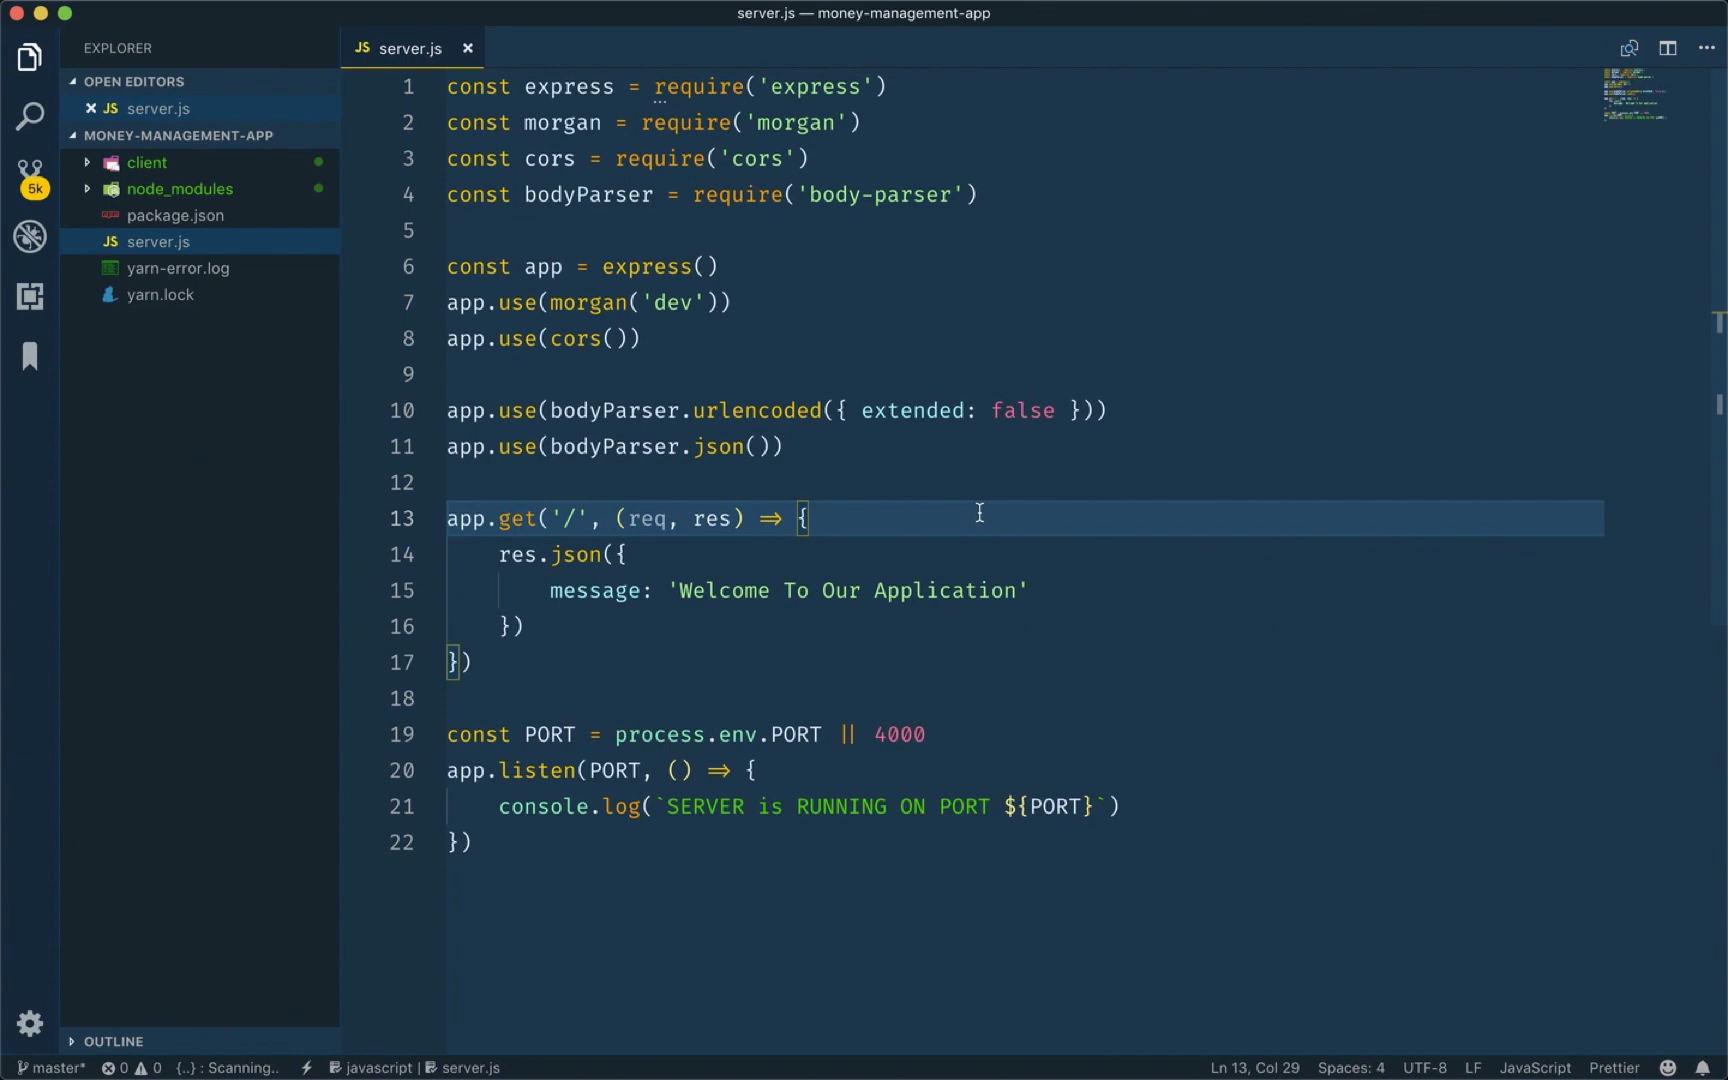 server.js — money-management-app
EXPLORER
JS server.js ×
OPEN EDITORS
× JS server.js
MONEY-MANAGEMENT-APP
client
node_modules
package.json
JS server.js
yarn-error.log
yarn.lock
5k
1 const express = require('express')
2 const morgan = require('morgan')
3 const cors = require('cors')
4 const bodyParser = require('body-parser')
5
6 const app = express()
7 app.use(morgan('dev'))
8 app.use(cors())
9
10 app.use(bodyParser.urlencoded({ extended: false }))
11 app.use(bodyParser.json())
12
13 app.get('/', (req, res) => {
14 res.json({
15 message: 'Welcome To Our Application'
16 })
17 })
18
19 const PORT = process.env.PORT || 4000
20 app.listen(PORT, () => {
21 console.log(`SERVER is RUNNING ON PORT ${PORT}`)
22 })
OUTLINE
master* 0 0 {..} : Scanning.. javascript | server.js Ln 13, Col 29 Spaces: 4 UTF-8 LF JavaScript Prettier